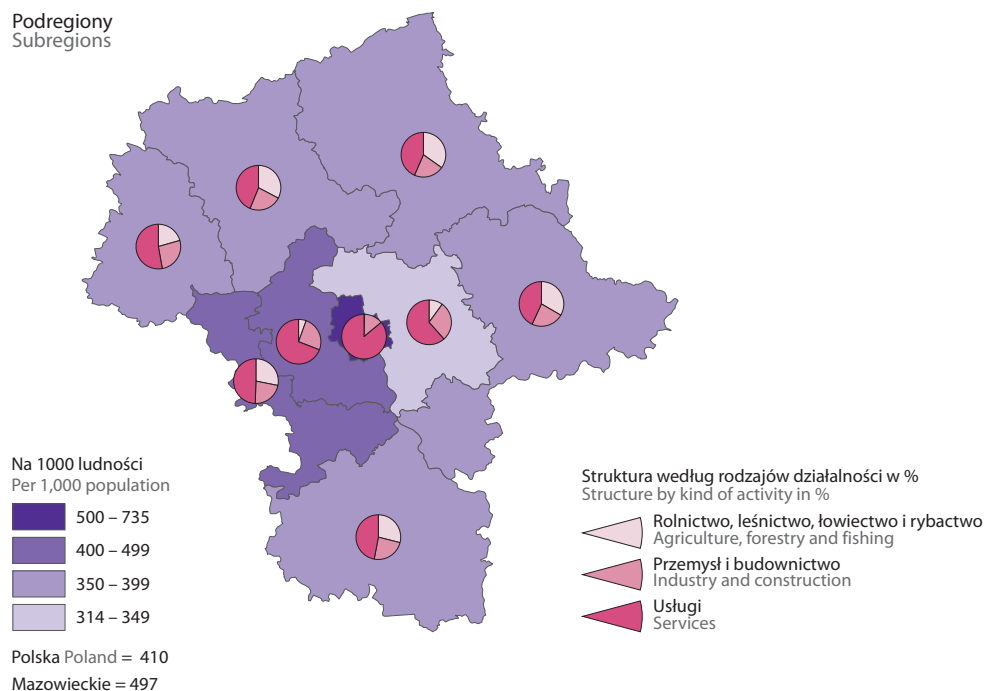 Podregiony
Subregions
Na 1000 ludności
Per 1,000 population
500 – 735
400 – 499
350 – 399
314 – 349
Polska Poland = 410
Mazowieckie = 497
Struktura według rodzajów działalności w %
Structure by kind of activity in %
Rolnictwo, leśnictwo, łowiectwo i rybactwo
Agriculture, forestry and fishing
Przemysł i budownictwo
Industry and construction
Usługi
Services